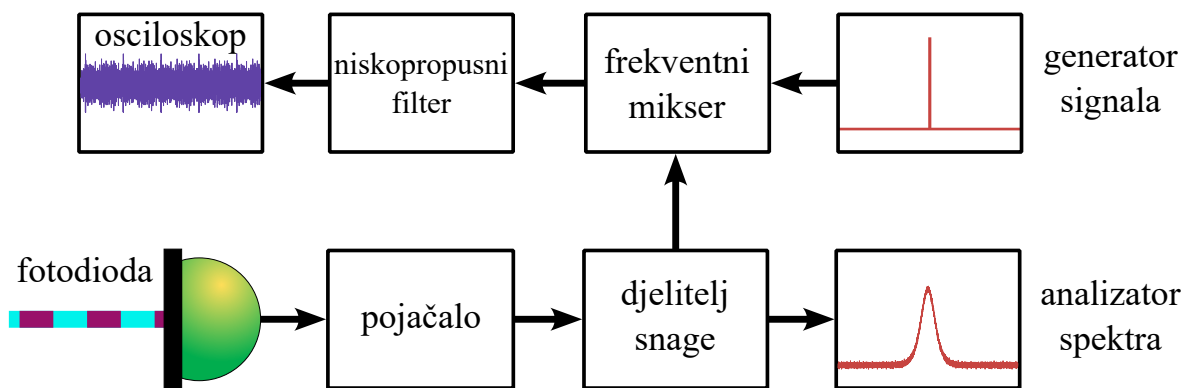 osciloskop
niskopropusni
filter
frekventni
mikser
generator
signala
fotodioda
pojačalo
djelitelj
snage
analizator
spektra